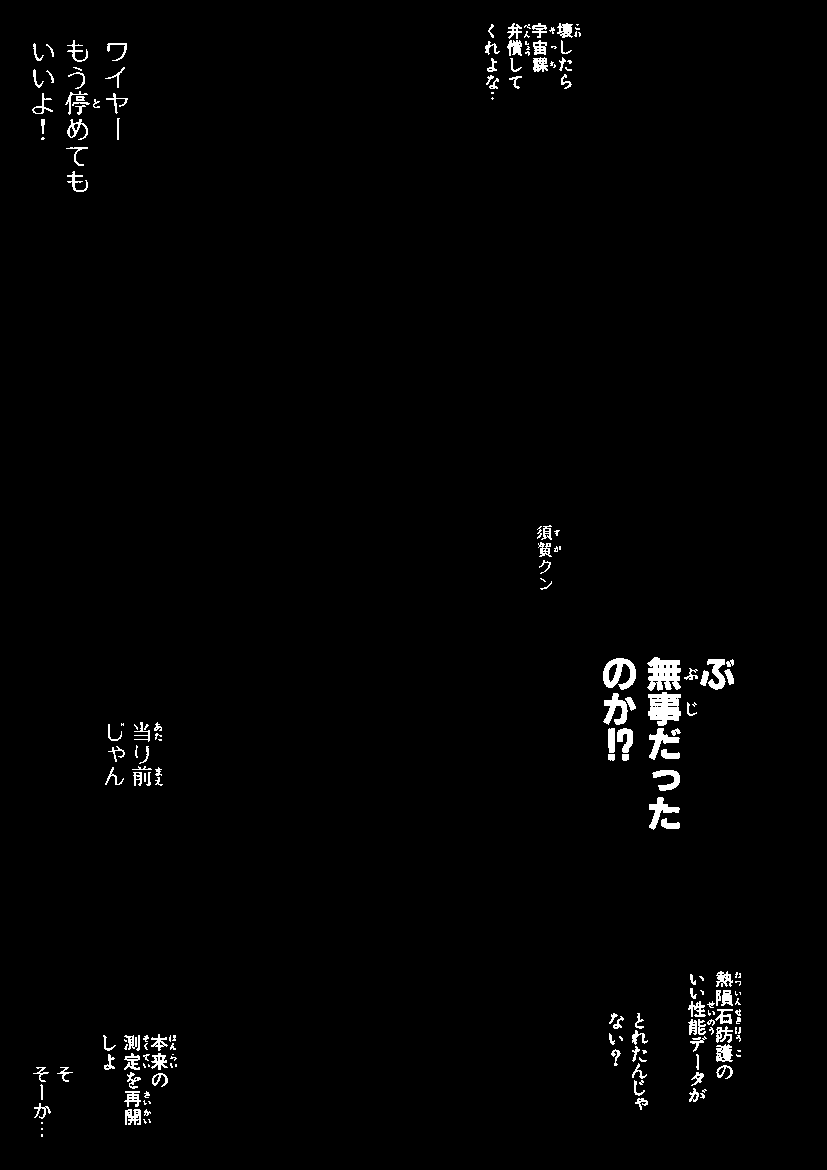 壊したら
宇宙課
弁償して
くれよな…
ワイヤー
もう停めても
いいよ！
須賀クン
ぶ
無事だった
のか!?
当り前
じゃん
熱隕石防護の
いい性能データが
とれたんじゃ
ない？
本来の
測定を再開
しよ
そ
そーか…